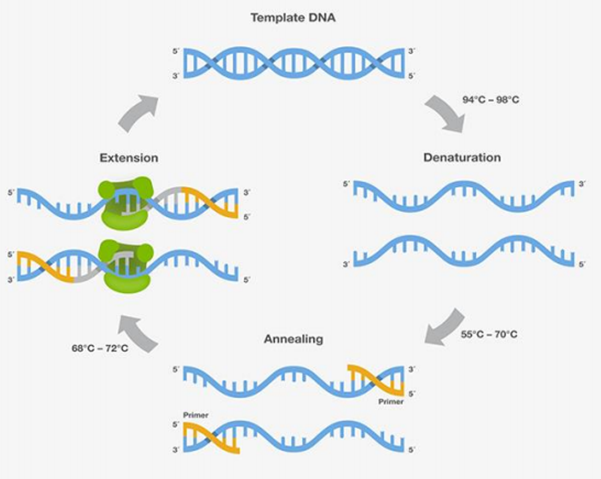 Template DNA
5´ 3´
3´ 5´
94°C – 98°C
Denaturation
5´ 3´
3´ 5´
55°C – 70°C
Annealing
5´ 3´
5´
Primer
Primer
5´
3´ 5´
68°C – 72°C
Extension
5´ 3´
5´
5´
3´ 5´